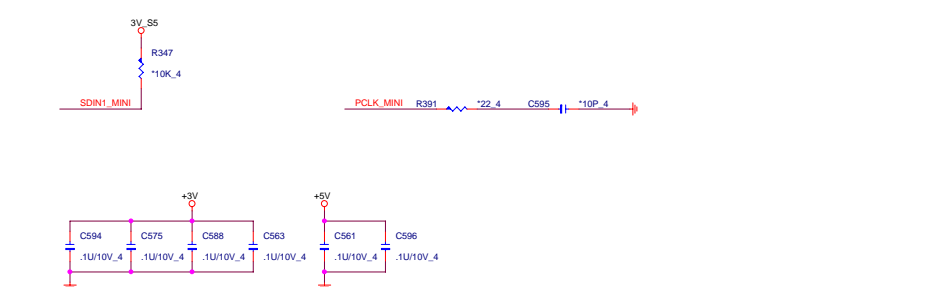 3V_S5
R347
*10K_4
SDIN1_MINI
PCLK_MINI R391 *22_4 C595 *10P_4
+3V +5V
C594 C575 C588 C563 C561 C596
.1U/10V_4 .1U/10V_4 .1U/10V_4 .1U/10V_4 .1U/10V_4 .1U/10V_4